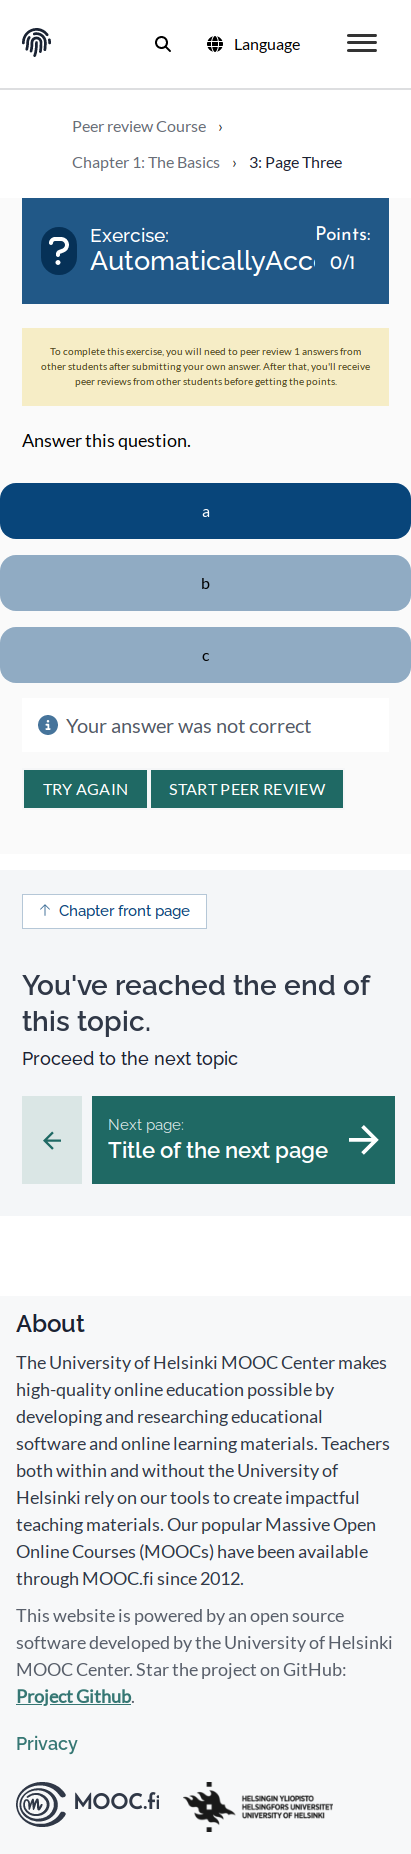 Language
Peer review Course ›
Chapter 1: The Basics › 3: Page Three
Exercise:
Points:
AutomaticallyAcc
0/1
To complete this exercise, you will need to peer review 1 answers from
other students after submitting your own answer. After that, you'll receive
peer reviews from other students before getting the points.
Answer this question.
a
b
c
Your answer was not correct
TRY AGAIN
START PEER REVIEW
Chapter front page
You've reached the end of
this topic.
Proceed to the next topic
Next page:
Title of the next page
About
The University of Helsinki MOOC Center makes
high-quality online education possible by
developing and researching educational
software and online learning materials. Teachers
both within and without the University of
Helsinki rely on our tools to create impactful
teaching materials. Our popular Massive Open
Online Courses (MOOCs) have been available
through MOOC.fi since 2012.
This website is powered by an open source
software developed by the University of Helsinki
MOOC Center. Star the project on GitHub:
Project Github.
Privacy
MOOC.fi
HELSINGIN YLIOPISTO
HELSINGFORS UNIVERSITET
UNIVERSITY OF HELSINKI